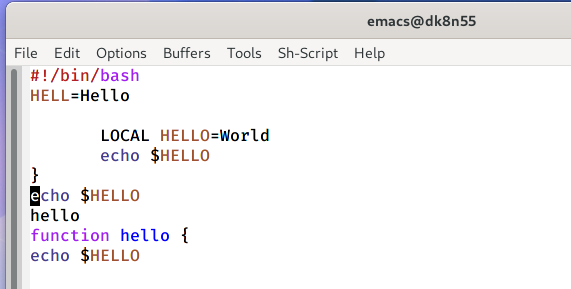 emacs@dk8n55
File Edit Options Buffers Tools Sh-Script Help
#!/bin/bash
HELL=Hello
LOCAL HELLO=World
echo $HELLO
}
echo $HELLO
hello
function hello {
echo $HELLO